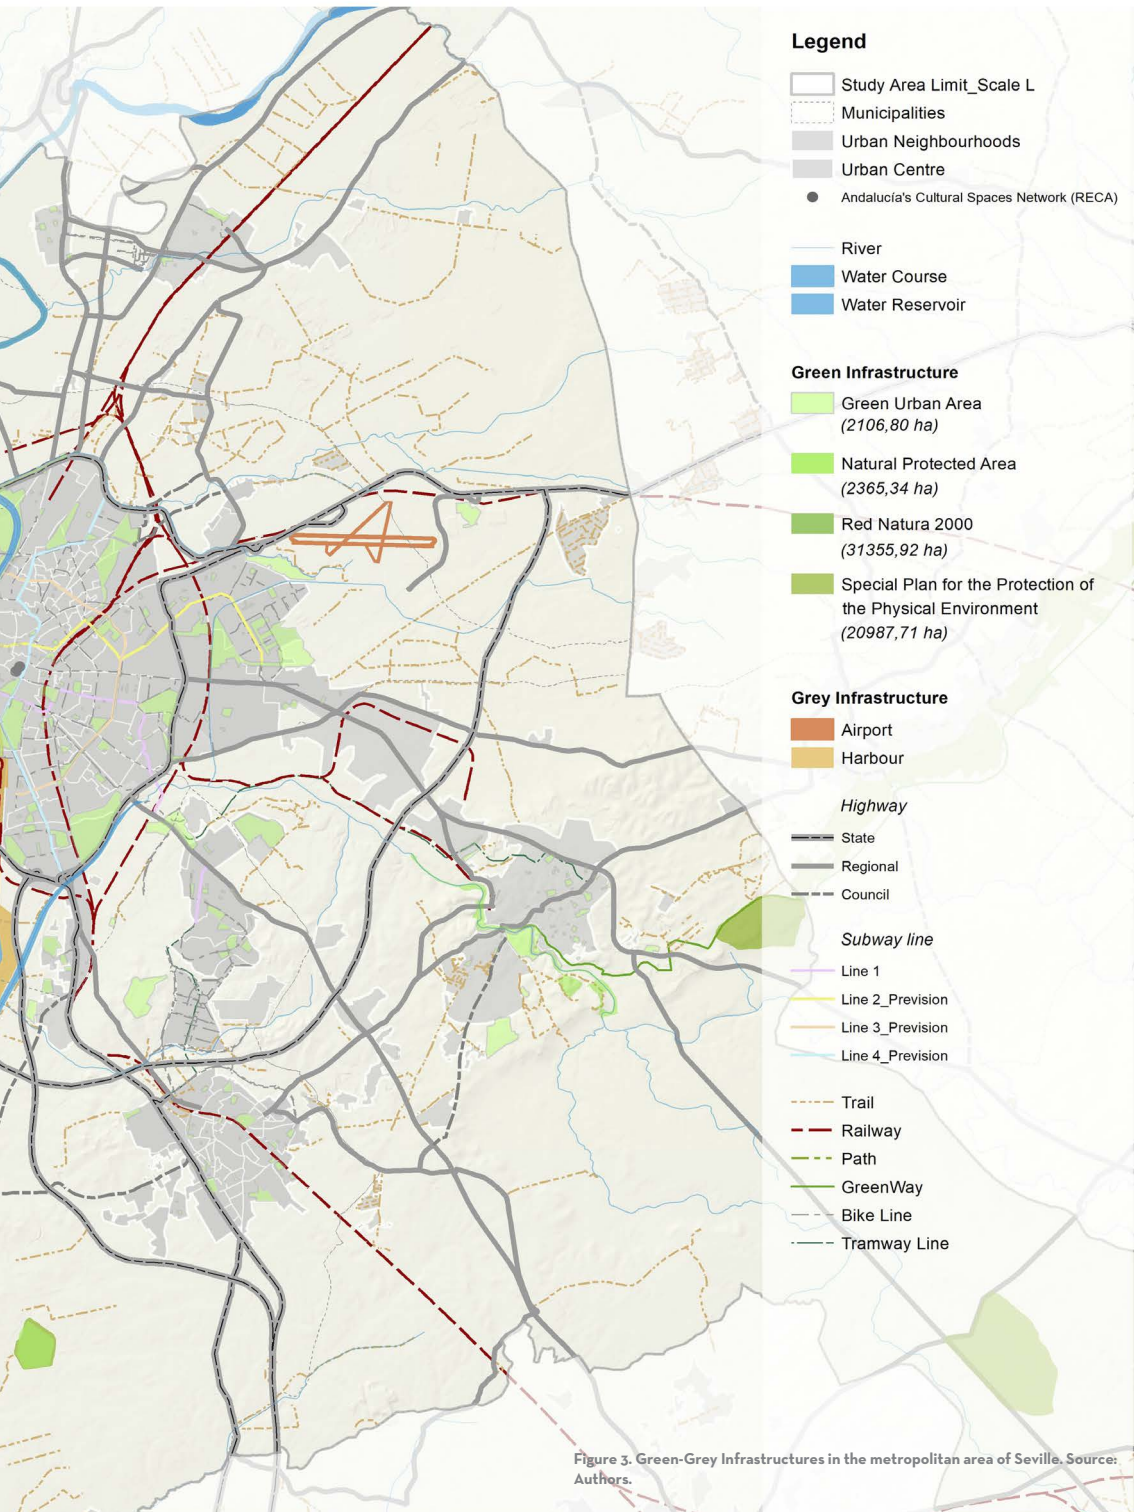 Legend
Study Area Limit_Scale L
Municipalities
Urban Neighbourhoods
Urban Centre
Andalucía's Cultural Spaces Network (RECA)
River
Water Course
Water Reservoir
Green Infrastructure
Green Urban Area
(2106,80 ha)
Natural Protected Area
(2365,34 ha)
Red Natura 2000
(31355,92 ha)
Special Plan for the Protection of
the Physical Environment
(20987,71 ha)
Grey Infrastructure
Airport
Harbour
Highway
State
Regional
Council
Subway line
Line 1
Line 2_Prevision
Line 3_Prevision
Line 4_Prevision
Trail
Railway
Path
GreenWay
Bike Line
Tramway Line
Figure 3. Green-Grey Infrastructures in the metropolitan area of Seville. Source:
Authors.